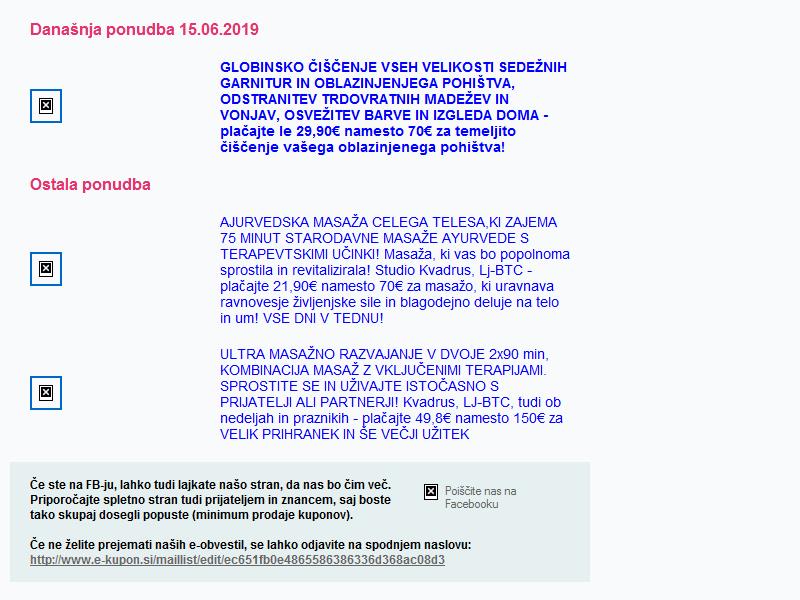 Današnja ponudba 15.06.2019
GLOBINSKO ČIŠČENJE VSEH VELIKOSTI SEDEŽNIH
GARNITUR IN OBLAZINJENJEGA POHIŠTVA,
ODSTRANITEV TRDOVRATNIH MADEŽEV IN
VONJAV, OSVEŽITEV BARVE IN IZGLEDA DOMA -
plačajte le 29,90€ namesto 70€ za temeljito
čiščenje vašega oblazinjenega pohištva!
Ostala ponudba
AJURVEDSKA MASAŽA CELEGA TELESA,KI ZAJEMA
75 MINUT STARODAVNE MASAŽE AYURVEDE S
TERAPEVTSKIMI UČINKI! Masaža, ki vas bo popolnoma
sprostila in revitalizirala! Studio Kvadrus, Lj-BTC -
plačajte 21,90€ namesto 70€ za masažo, ki uravnava
ravnovesje življenjske sile in blagodejno deluje na telo
in um! VSE DNI V TEDNU!
ULTRA MASAŽNO RAZVAJANJE V DVOJE 2x90 min,
KOMBINACIJA MASAŽ Z VKLJUČENIMI TERAPIJAMI.
SPROSTITE SE IN UŽIVAJTE ISTOČASNO S
PRIJATELJI ALI PARTNERJI! Kvadrus, LJ-BTC, tudi ob
nedeljah in praznikih - plačajte 49,8€ namesto 150€ za
VELIK PRIHRANEK IN ŠE VEČJI UŽITEK
Če ste na FB-ju, lahko tudi lajkate našo stran, da nas bo čim več.
Priporočajte spletno stran tudi prijateljem in znancem, saj boste
tako skupaj dosegli popuste (minimum prodaje kuponov).
Poiščite nas na
Facebooku
Če ne želite prejemati naših e-obvestil, se lahko odjavite na spodnjem naslovu:
http://www.e-kupon.si/maillist/edit/ec651fb0e4865586386336d368ac08d3